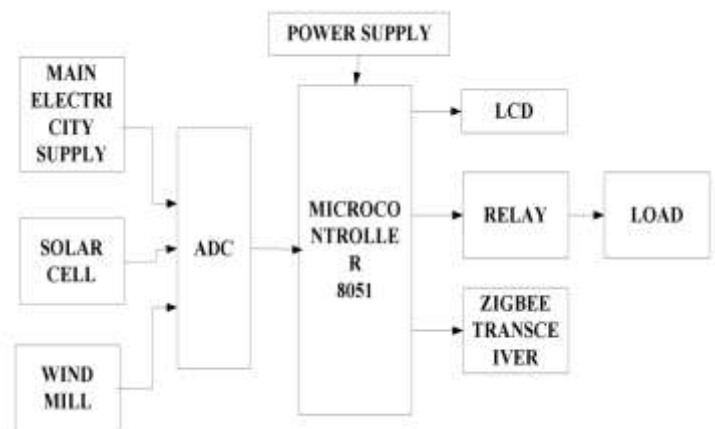 POWER SUPPLY
MAIN
ELECTRI
CITY
SUPPLY
SOLAR
CELL
WIND
MILL
ADC
MICROCO
NTROLLE
R
8051
LCD
RELAY
LOAD
ZIGBEE
TRANSCE
IVER